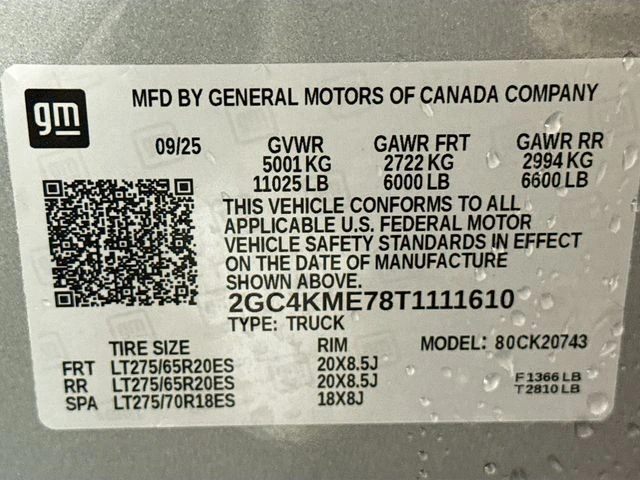 gm
MFD BY GENERAL MOTORS OF CANADA COMPANY
09/25 GVWR GAWR FRT GAWR RR
5001 KG 2722 KG 2994 KG
11025 LB 6000 LB 6600 LB
THIS VEHICLE CONFORMS TO ALL
APPLICABLE U.S. FEDERAL MOTOR
VEHICLE SAFETY STANDARDS IN EFFECT
ON THE DATE OF MANUFACTURE
SHOWN ABOVE.
2GC4KME78T1111610
TYPE: TRUCK
TIRE SIZE RIM MODEL: 80CK20743
FRT LT275/65R20ES 20X8.5J
RR LT275/65R20ES 20X8.5J F1366 LB
SPA LT275/70R18ES 18X8J T2810 LB